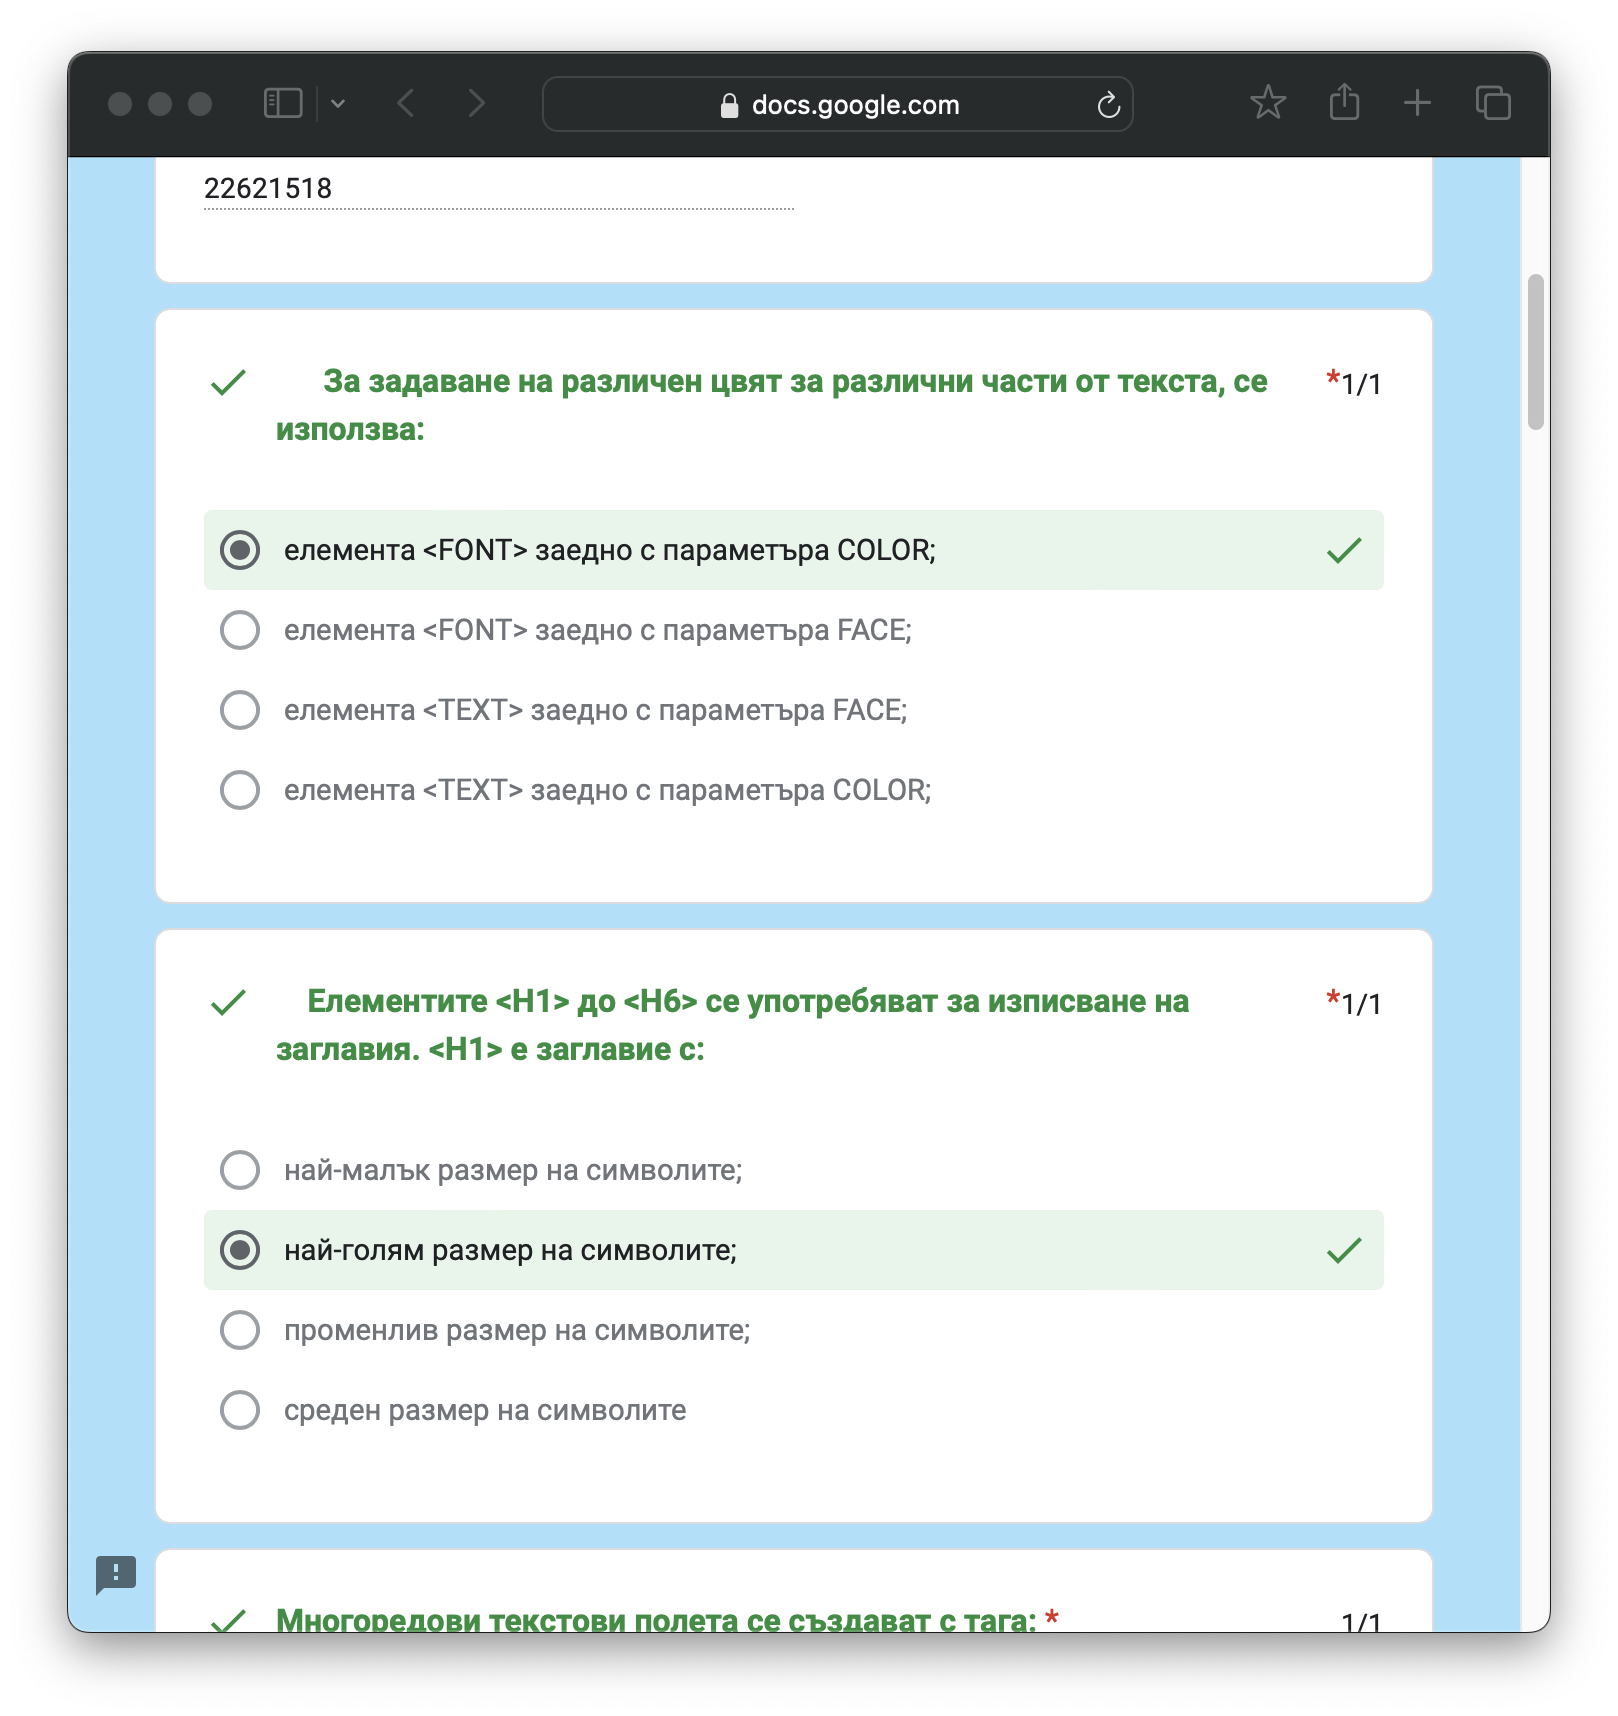 docs.google.com
22621518
За задаване на различен цвят за различни части от текста, се
*1/1
използва:
елемента <FONT> заедно с параметъра COLOR;
елемента <FONT> заедно с параметъра FACE;
елемента <TEXT> заедно с параметъра FACE;
елемента <TEXT> заедно с параметъра COLOR;
Елементите <H1> до <H6> се употребяват за изписване на
*1/1
заглавия. <H1> е заглавие с:
най-малък размер на символите;
най-голям размер на символите;
променлив размер на символите;
среден размер на символите
Многоредови текстови полета се създават с тага: *
1/1